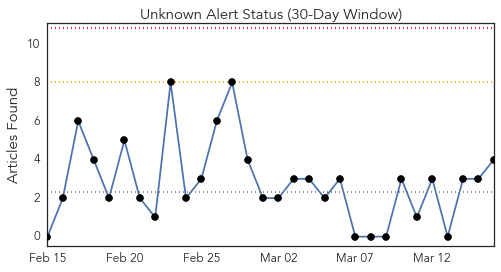 Unknown Alert Status (30-Day Window)
Articles Found
10
8
6
4
2
0
Feb 15
Feb 20
Feb 25
Mar 02
Mar 07
Mar 12